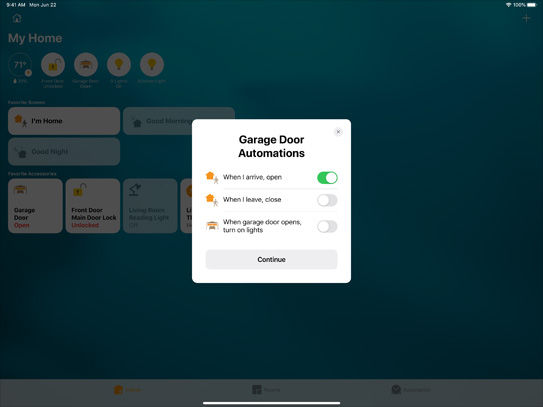 9:41 AM Mon Jun 22
100%
My Home
71°
Front Door
Unlocked
Garage Door
Open
Favorite Scenes
I'm Home
Good Morning
Good Night
Favorite Accessories
Garage
Door
Open
Front Door
Main Door Lock
Unlocked
Living Room
Reading Light
Off
Garage Door
Automations
When I arrive, open
When I leave, close
When garage door opens,
turn on lights
Continue
Home
Rooms
Automation